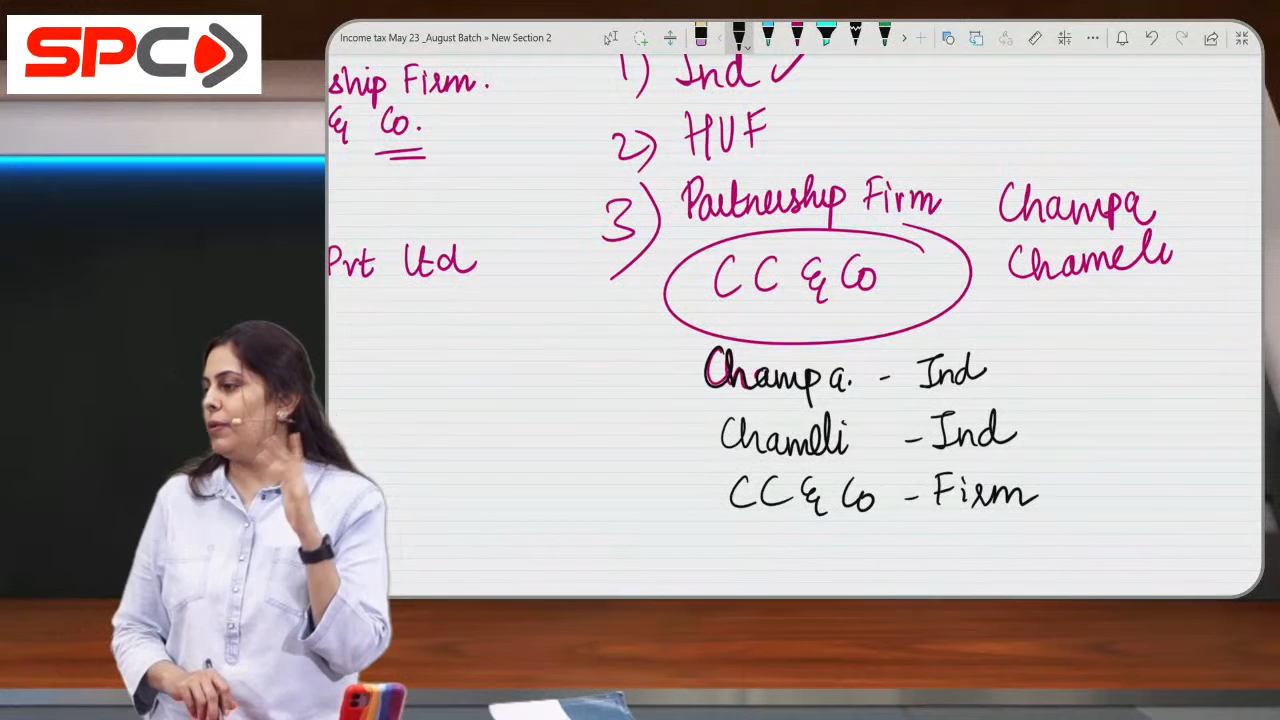 SPC
Income tax May 23 _August Batch » New Section 2
ship Firm.
& Co.
Pvt Ltd
1) Ind ✓
2) HUF
3) Partnership Firm
CC & Co
Champa
Chameli
Champa. - Ind
Chameli - Ind
CC & Co - Firm